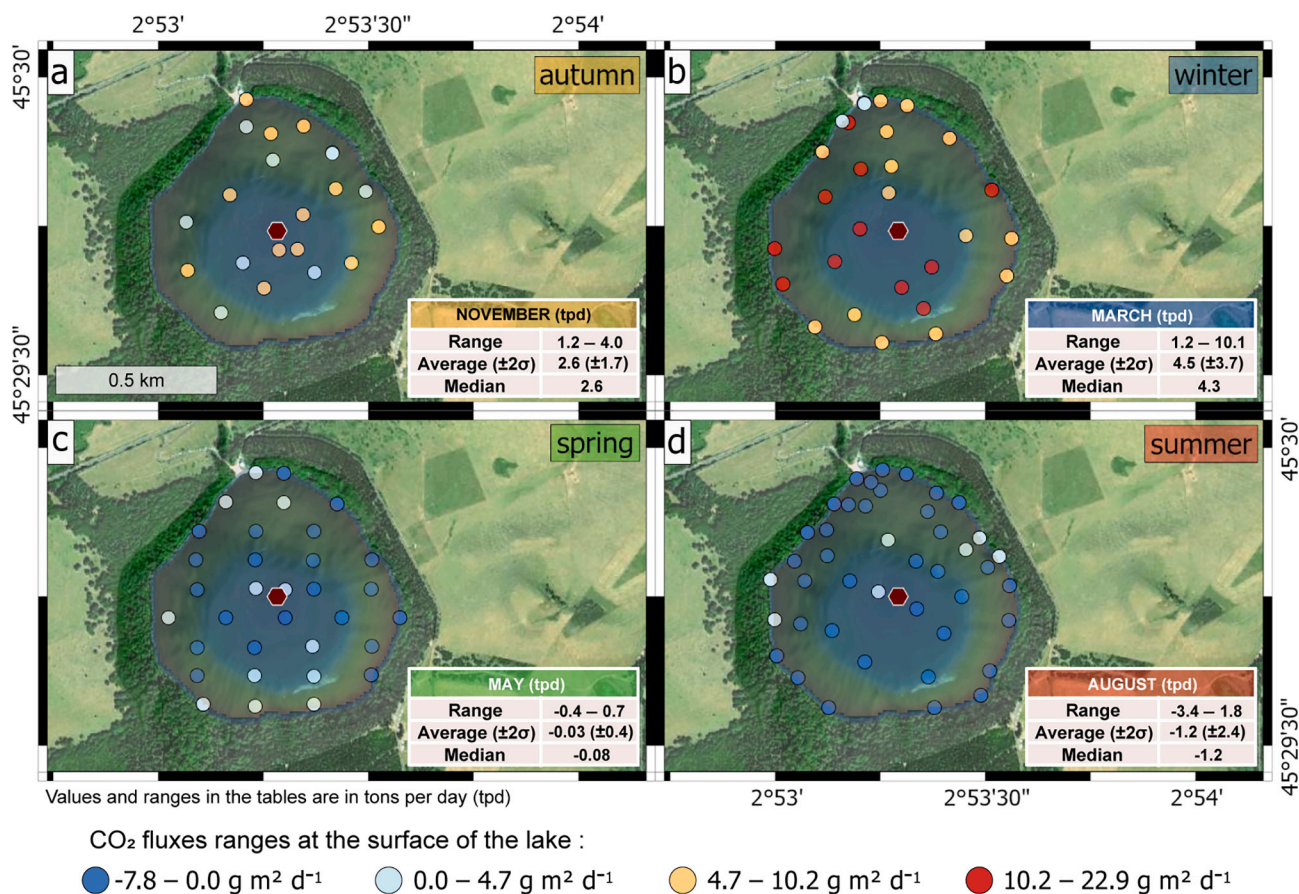 2°53' 2°53'30" 2°54'
45°30'
45°29'30"
a
autumn
NOVEMBER (tpd)
Range 1.2 – 4.0
Average (±2σ) 2.6 (±1.7)
Median 2.6
0.5 km
b
winter
MARCH (tpd)
Range 1.2 – 10.1
Average (±2σ) 4.5 (±3.7)
Median 4.3
c
spring
MAY (tpd)
Range -0.4 – 0.7
Average (±2σ) -0.03 (±0.4)
Median -0.08
d
summer
AUGUST (tpd)
Range -3.4 – 1.8
Average (±2σ) -1.2 (±2.4)
Median -1.2
45°30'
45°29'30"
2°53' 2°53'30" 2°54'
Values and ranges in the tables are in tons per day (tpd)
CO₂ fluxes ranges at the surface of the lake :
-7.8 – 0.0 g m² d⁻¹ 0.0 – 4.7 g m² d⁻¹ 4.7 – 10.2 g m² d⁻¹ 10.2 – 22.9 g m² d⁻¹